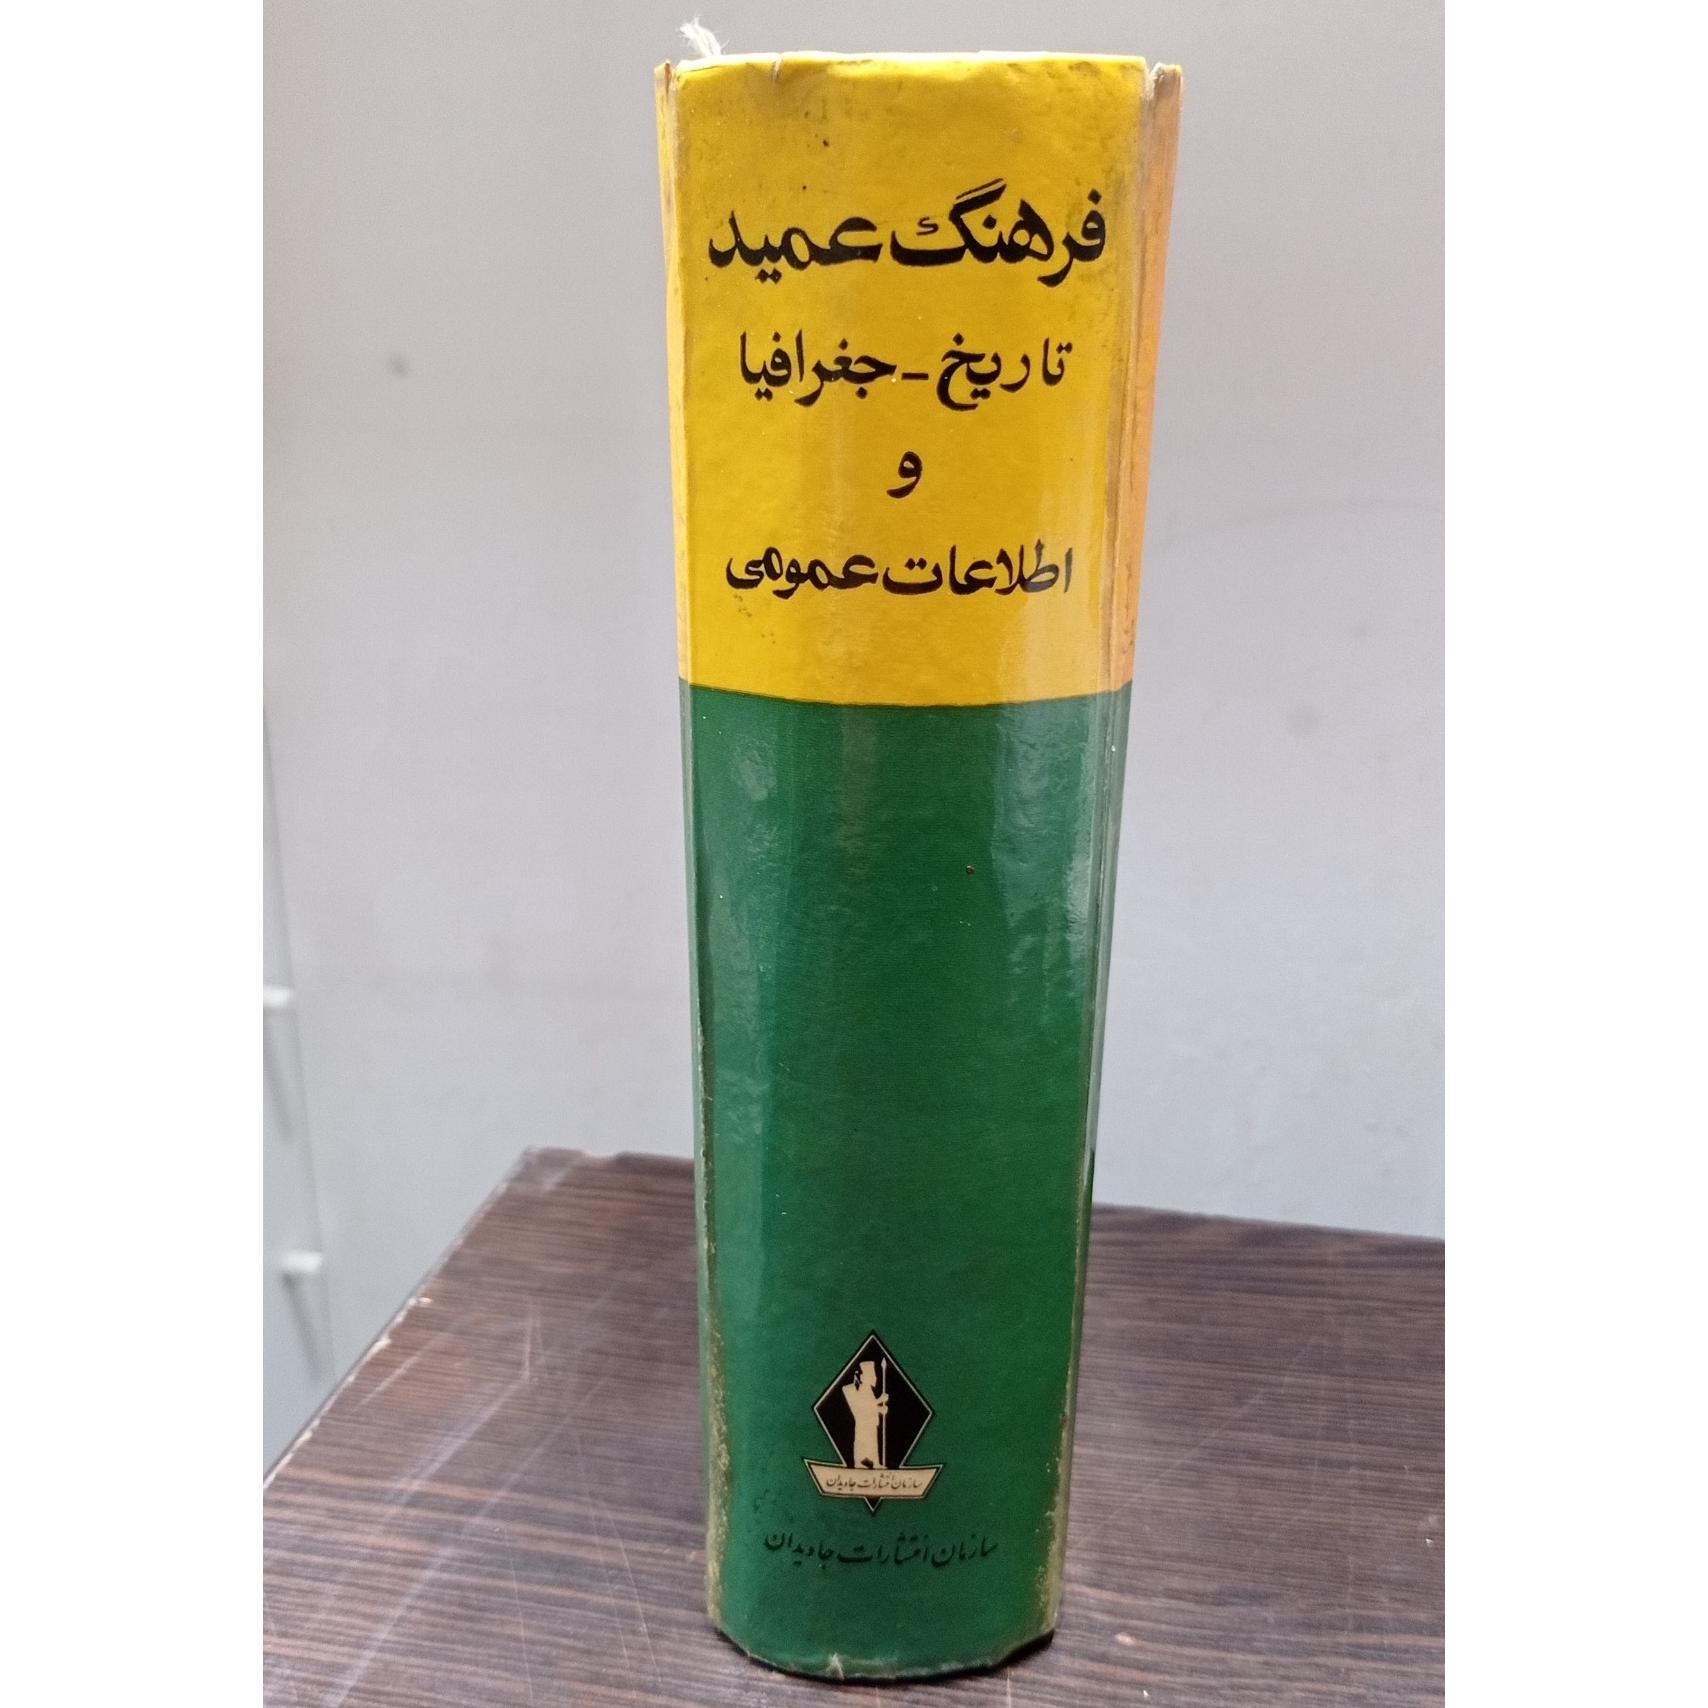 فرهنگ عمید
تاریخ - جغرافیا
و
اطلاعات عمومی
سازمان انتشارات جاویدان
سازمان انتشارات جاویدان